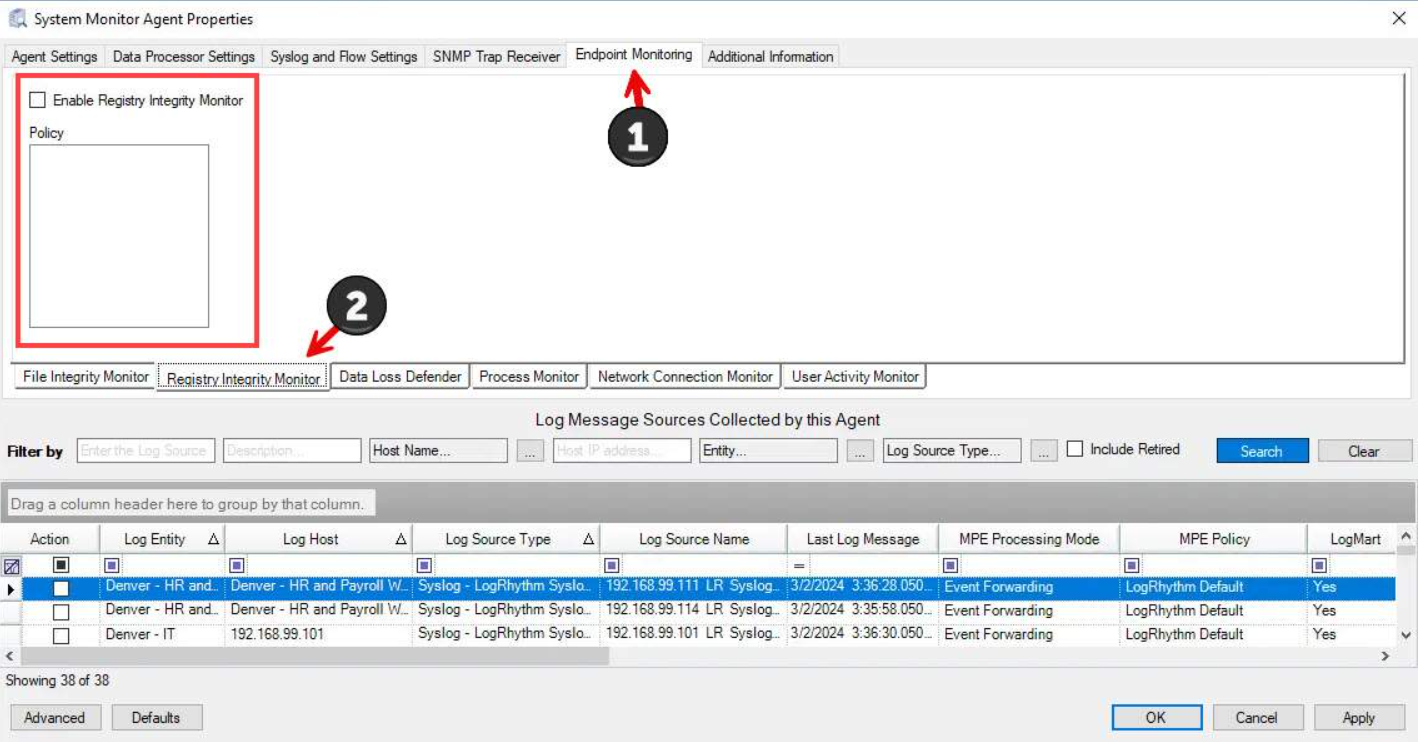 System Monitor Agent Properties
Agent Settings Data Processor Settings Syslog and Flow Settings SNMP Trap Receiver Endpoint Monitoring Additional Information
Enable Registry Integrity Monitor
Policy
1
2
File Integrity Monitor Registry Integrity Monitor Data Loss Defender Process Monitor Network Connection Monitor User Activity Monitor
Log Message Sources Collected by this Agent
Filter by Enter the Log Source Description... Host Name... ... Host IP address... Entity... ... Log Source Type... ... Include Retired Search Clear
Drag a column header here to group by that column.
Action Log Entity Log Host Log Source Type Log Source Name Last Log Message MPE Processing Mode MPE Policy LogMart
=
Denver - HR and... Denver - HR and Payroll W... Syslog - LogRhythm Syslo... 192.168.99.111 LR Syslog... 3/2/2024 3:36:28.050... Event Forwarding LogRhythm Default Yes
Denver - HR and... Denver - HR and Payroll W... Syslog - LogRhythm Syslo... 192.168.99.114 LR Syslog... 3/2/2024 3:35:58.050... Event Forwarding LogRhythm Default Yes
Denver - IT 192.168.99.101 Syslog - LogRhythm Syslo... 192.168.99.101 LR Syslog... 3/2/2024 3:36:30.050... Event Forwarding LogRhythm Default Yes
Showing 38 of 38
Advanced Defaults OK Cancel Apply